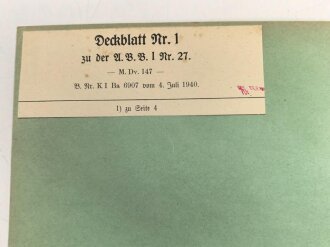 Deckblatt Nr. 1
zu der A. B. B. I Nr. 27.
— M. Dv. 147 —
B. Nr. K I Ba 6907 vom 4. Juli 1940.
1) zu Seite 4